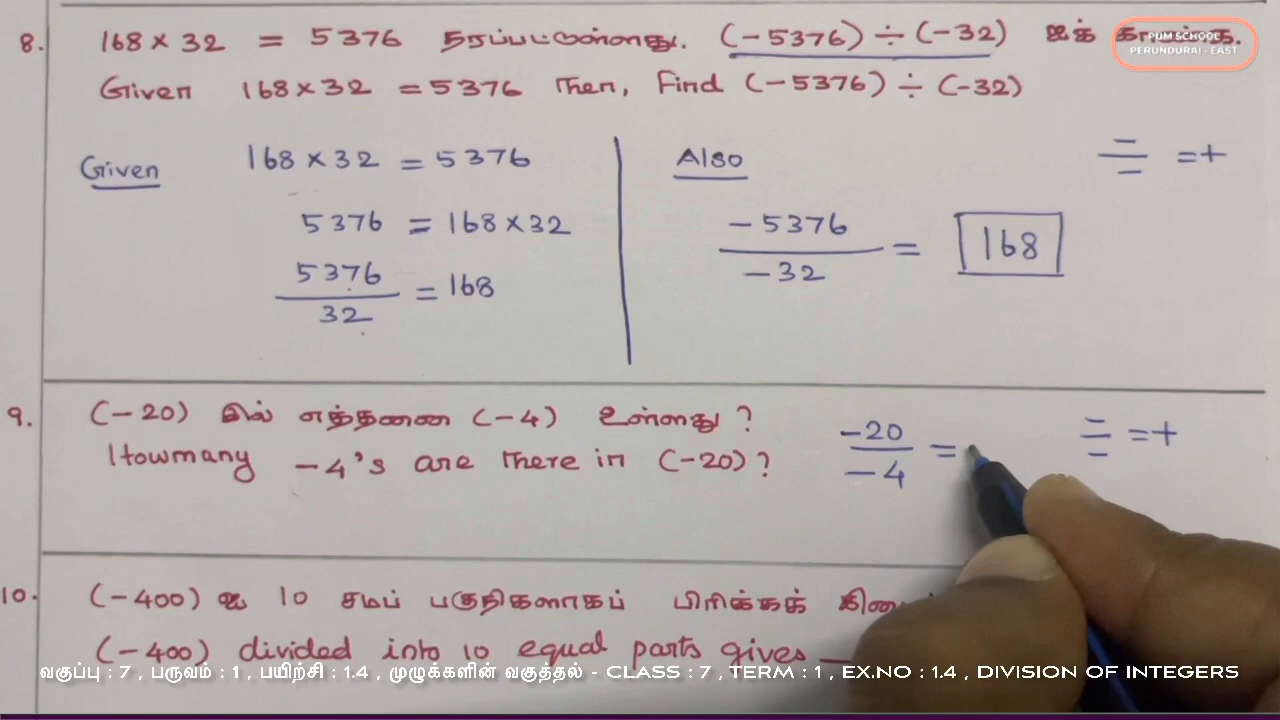 8. 168 × 32 = 5376 தரப்பட்டுள்ளது. (-5376) ÷ (-32) ஐக்
PUM SCHOOL
PERUNDURAI - EAST
Given 168 × 32 = 5376 Then, Find (-5376) ÷ (-32)
Given 168 × 32 = 5376
5376 = 168 × 32
5376
32
= 168
Also
-5376
-32
= 168
-
-
= +
9. (-20) இல் எத்தனை (-4) உள்ளது?
Howmany -4's are there in (-20)?
-20
-4
=
-
-
= +
10. (-400) ஐ 10 சமப் பகுதிகளாகப் பிரிக்கக்
(-400) divided into 10 equal parts gives
வகுப்பு : 7 , பருவம் : 1 , பயிற்சி : 1.4 , முழுக்களின் வகுத்தல் - CLASS : 7 , TERM : 1 , EX.NO : 1.4 , DIVISION OF INTEGERS